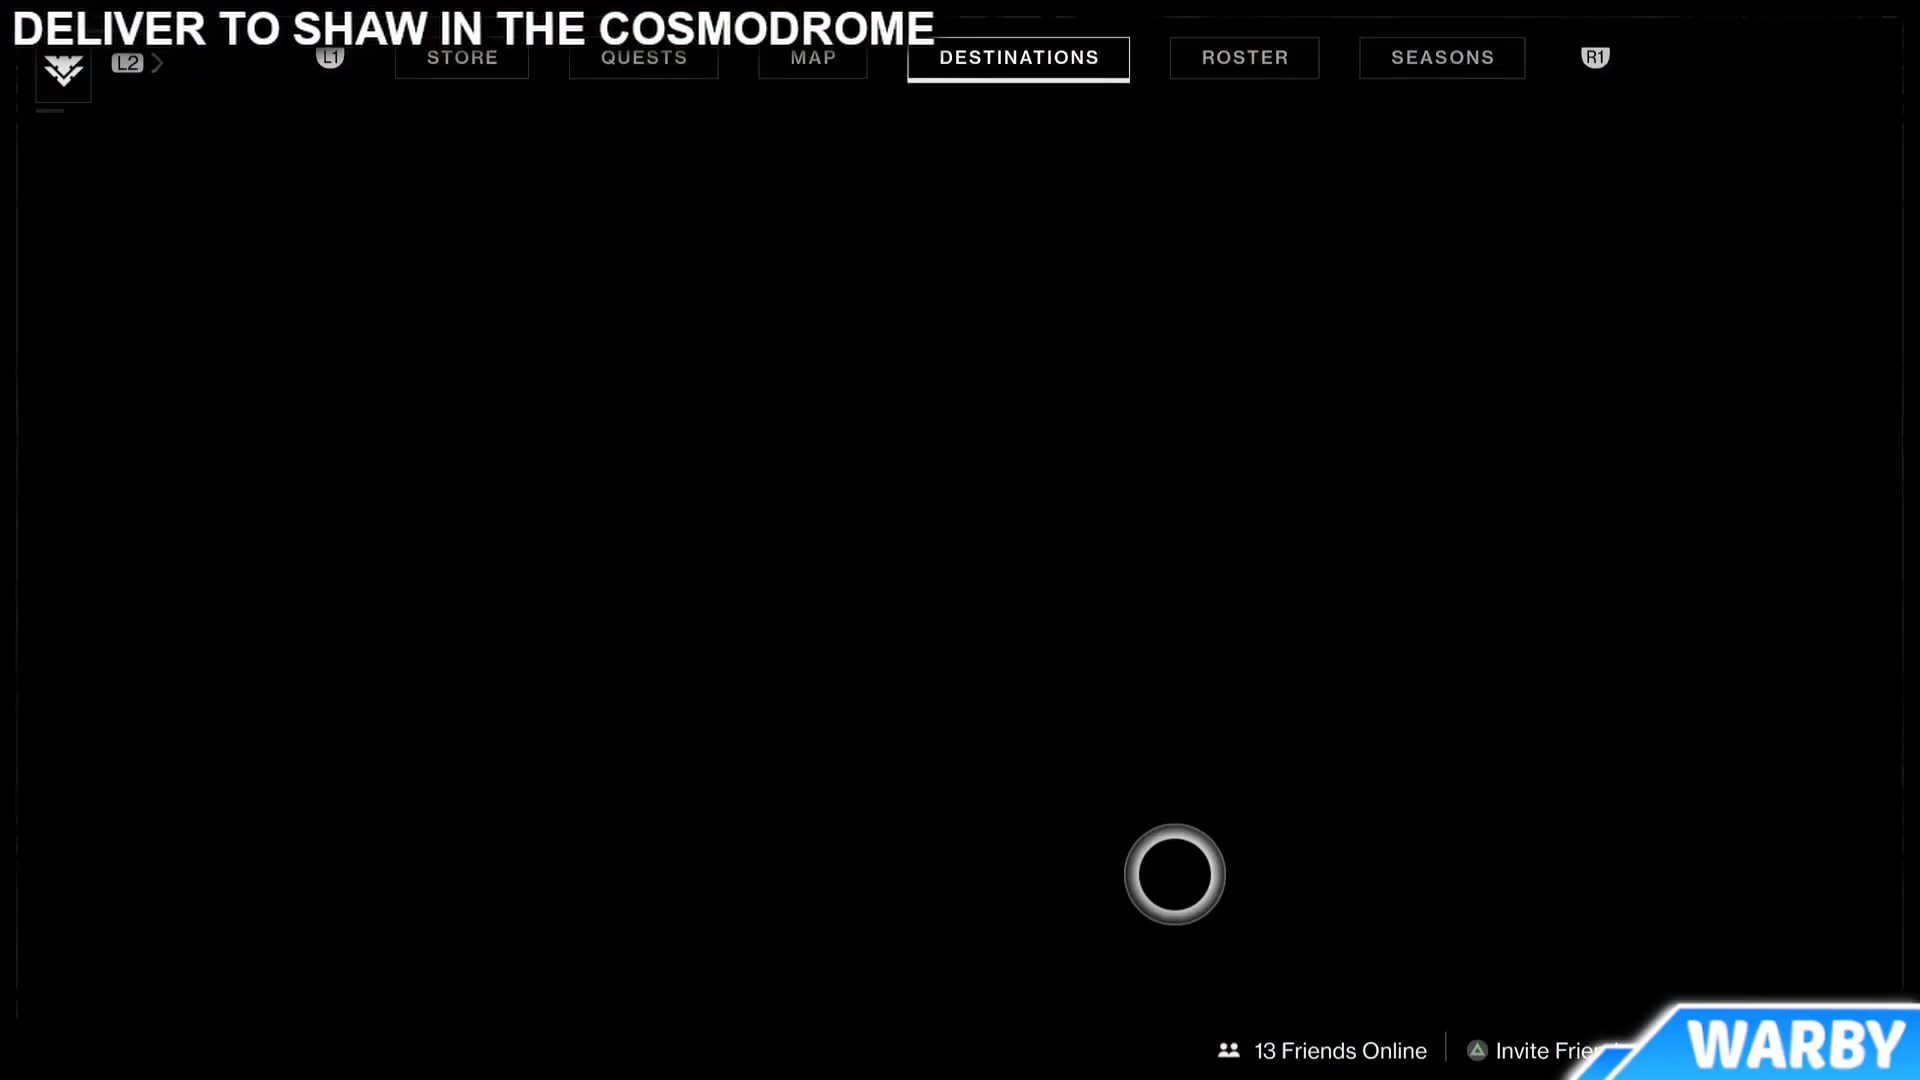 DELIVER TO SHAW IN THE COSMODROME
L2 L1 STORE QUESTS MAP DESTINATIONS ROSTER SEASONS R1
13 Friends Online Invite
WARBY